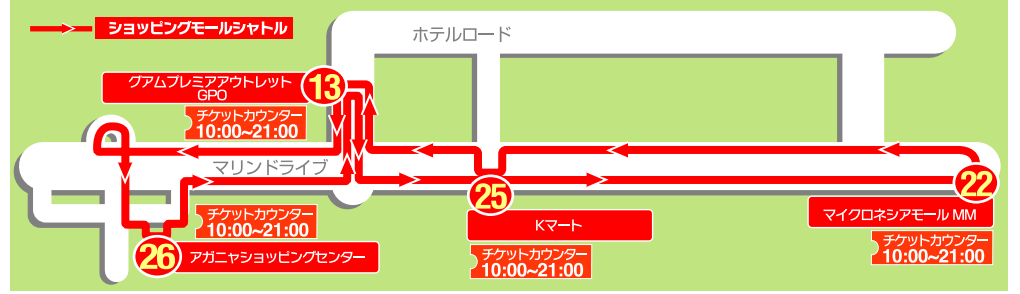 ショッピングモールシャトル
ホテルロード
グアムプレミアアウトレット
GPO
13
チケットカウンター
10:00~21:00
マリンドライブ
25
22
Kマート
マイクロネシアモール MM
チケットカウンター
10:00~21:00
26
アガニャショッピングセンター
チケットカウンター
10:00~21:00
チケットカウンター
10:00~21:00